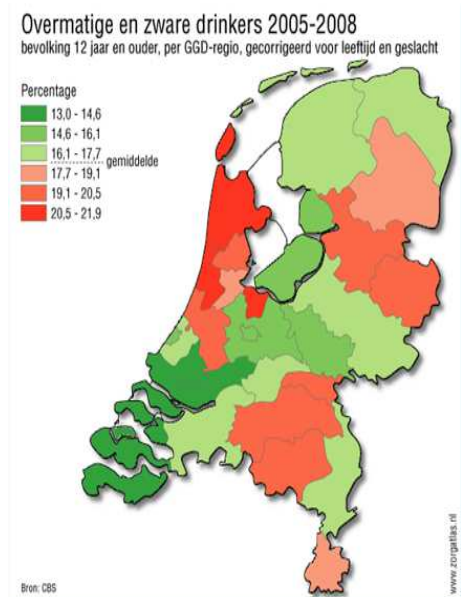 Overmatige en zware drinkers 2005-2008
bevolking 12 jaar en ouder, per GGD-regio, gecorrigeerd voor leeftijd en geslacht
Percentage
13,0 - 14,6
14,6 - 16,1
16,1 - 17,7
gemiddelde
17,7 - 19,1
19,1 - 20,5
20,5 - 21,9
Bron: CBS
www.zorgatlas.nl